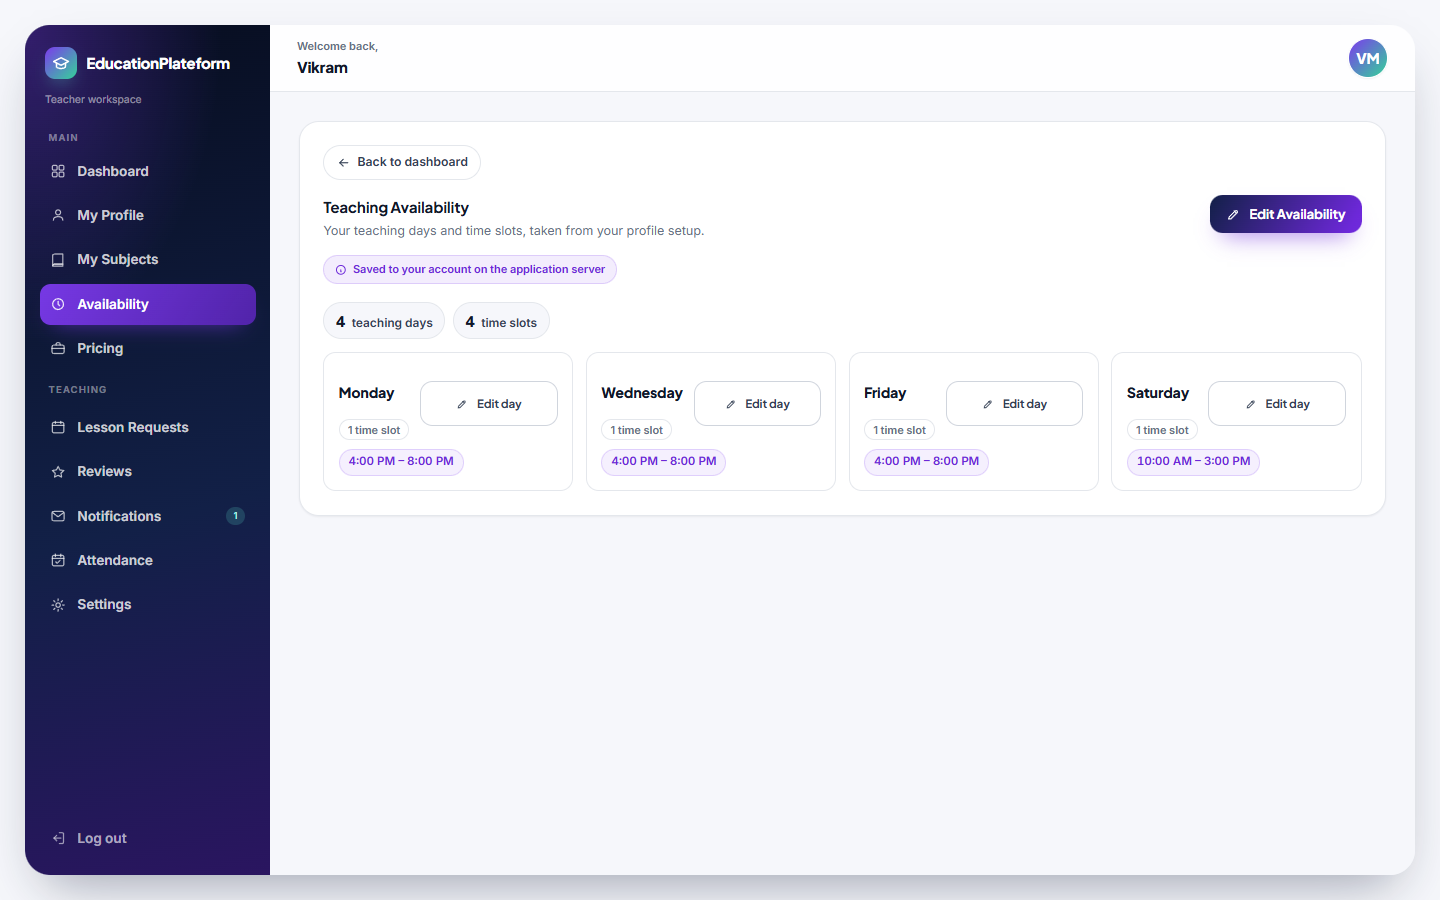 EducationPlateform
Teacher workspace
MAIN
Dashboard
My Profile
My Subjects
Availability
Pricing
TEACHING
Lesson Requests
Reviews
Notifications 1
Attendance
Settings
Log out
Welcome back,
Vikram
VM
Back to dashboard
Teaching Availability
Your teaching days and time slots, taken from your profile setup.
Edit Availability
Saved to your account on the application server
4 teaching days
4 time slots
Monday
Edit day
1 time slot
4:00 PM – 8:00 PM
Wednesday
Edit day
1 time slot
4:00 PM – 8:00 PM
Friday
Edit day
1 time slot
4:00 PM – 8:00 PM
Saturday
Edit day
1 time slot
10:00 AM – 3:00 PM